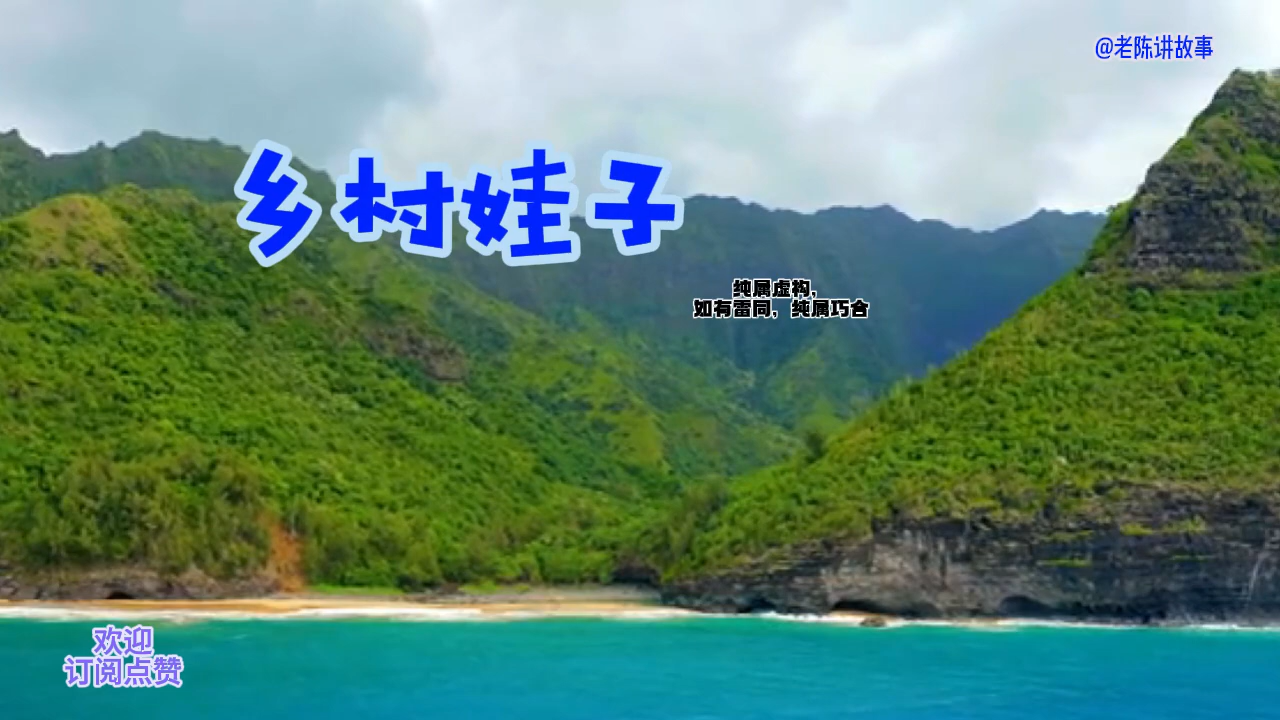 @老陈讲故事
乡村娃子
纯属虚构，
如有雷同，纯属巧合
欢迎
订阅点赞